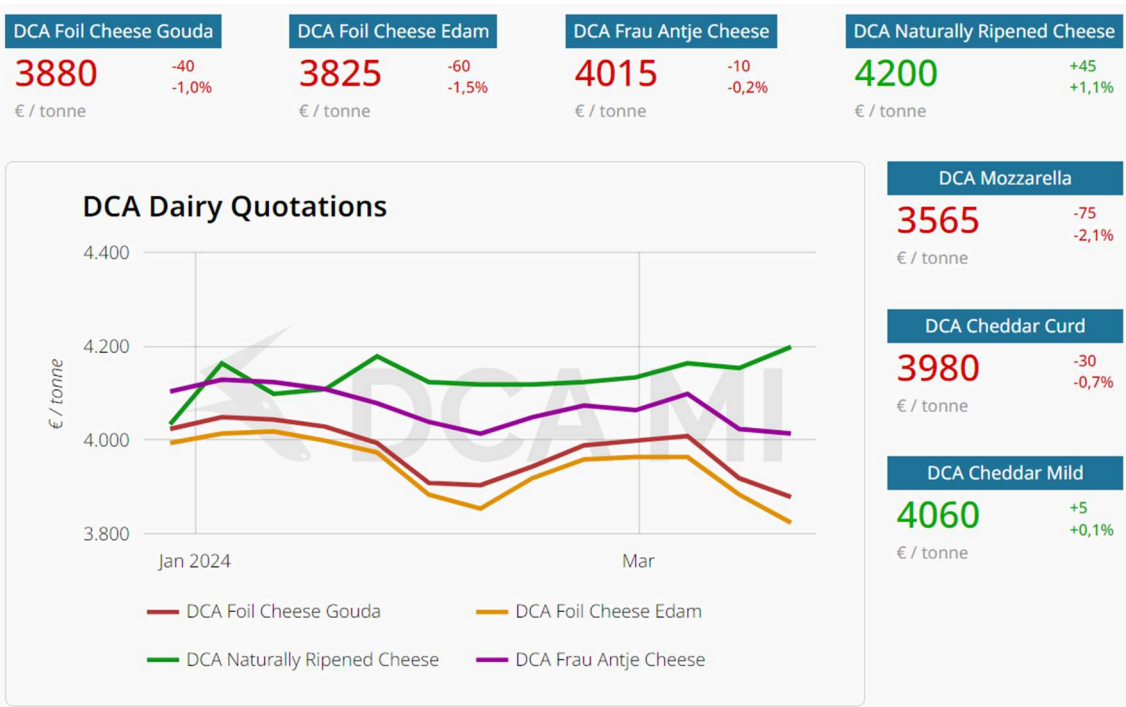 DCA Foil Cheese Gouda
3880
-40
-1,0%
€ / tonne
DCA Foil Cheese Edam
3825
-60
-1,5%
€ / tonne
DCA Frau Antje Cheese
4015
-10
-0,2%
€ / tonne
DCA Naturally Ripened Cheese
4200
+45
+1,1%
€ / tonne
DCA Dairy Quotations
€ / tonne
4.400
4.200
4.000
3.800
Jan 2024
Mar
DCA MI
DCA Foil Cheese Gouda
DCA Foil Cheese Edam
DCA Naturally Ripened Cheese
DCA Frau Antje Cheese
DCA Mozzarella
3565
-75
-2,1%
€ / tonne
DCA Cheddar Curd
3980
-30
-0,7%
€ / tonne
DCA Cheddar Mild
4060
+5
+0,1%
€ / tonne